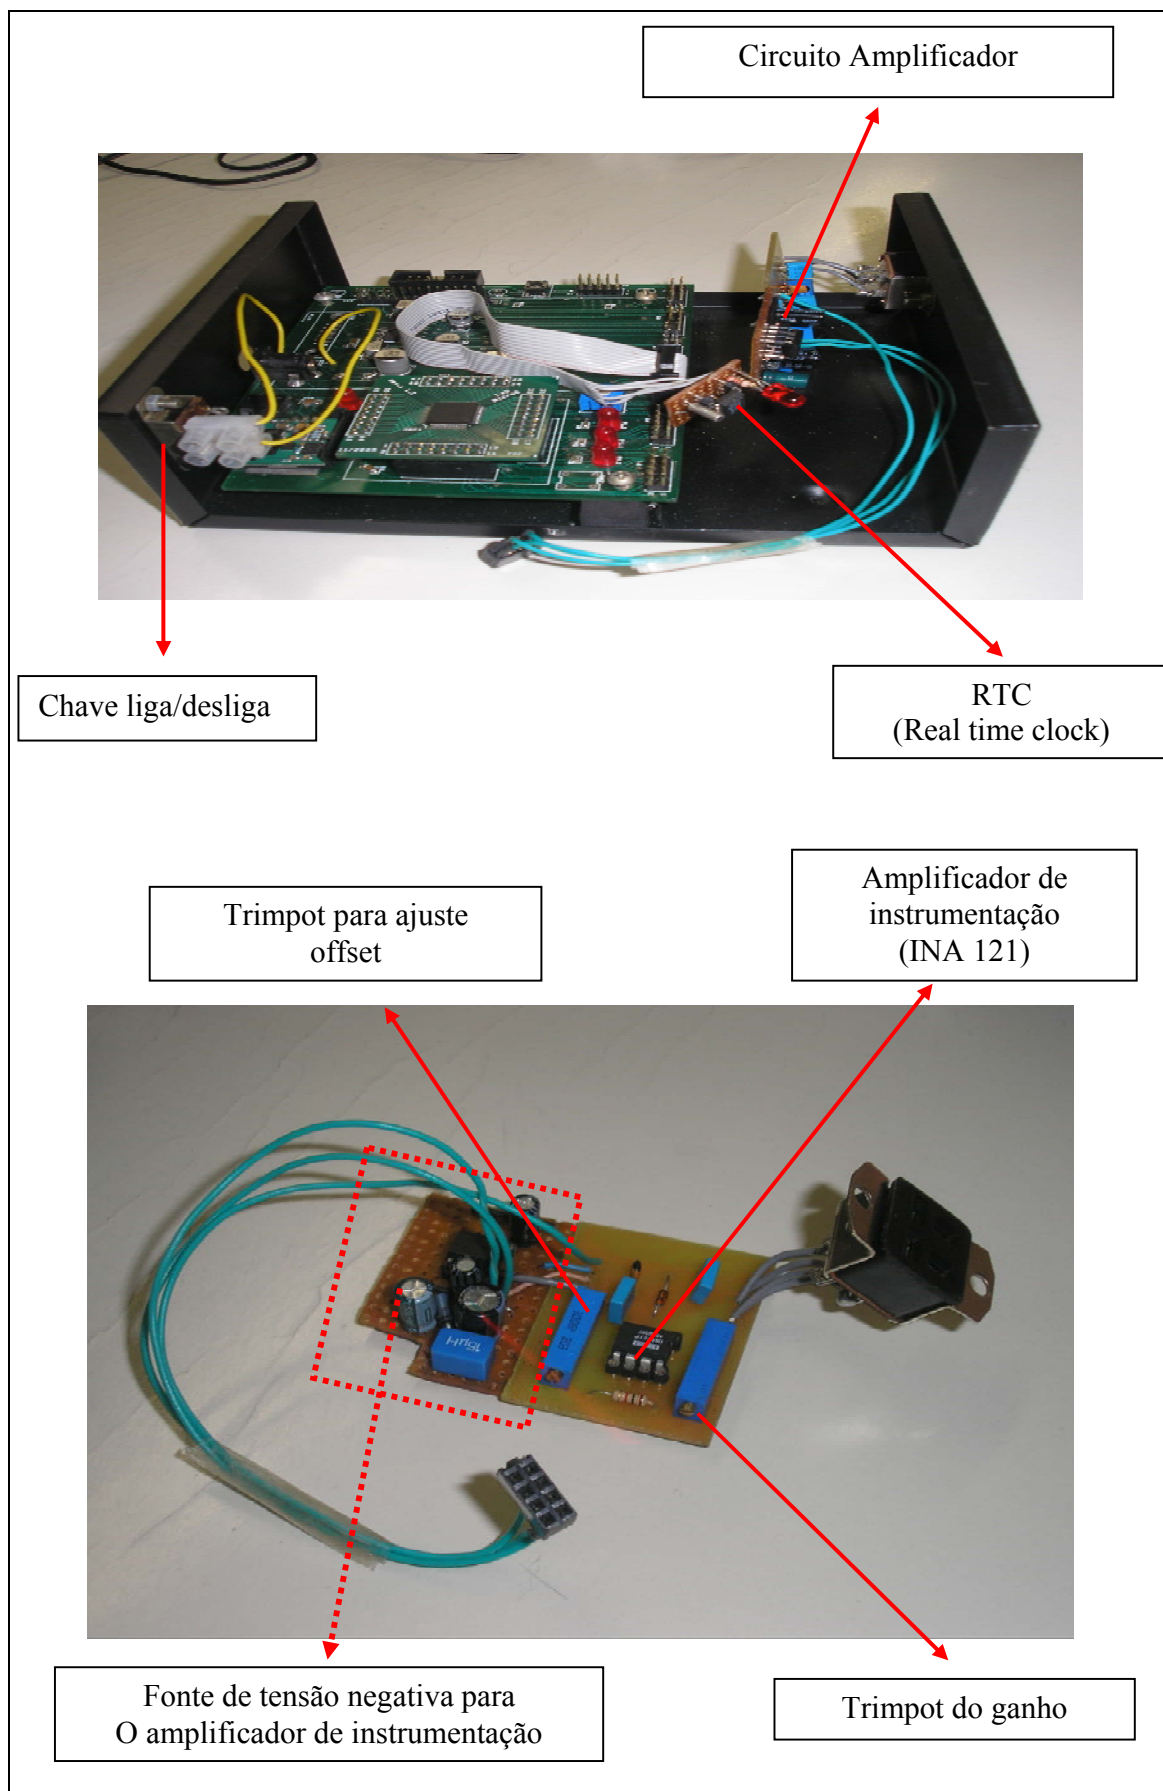 Circuito Amplificador
Chave liga/desliga
RTC
(Real time clock)
Trimpot para ajuste
offset
Amplificador de
instrumentação
(INA 121)
15µH
Fonte de tensão negativa para
O amplificador de instrumentação
Trimpot do ganho